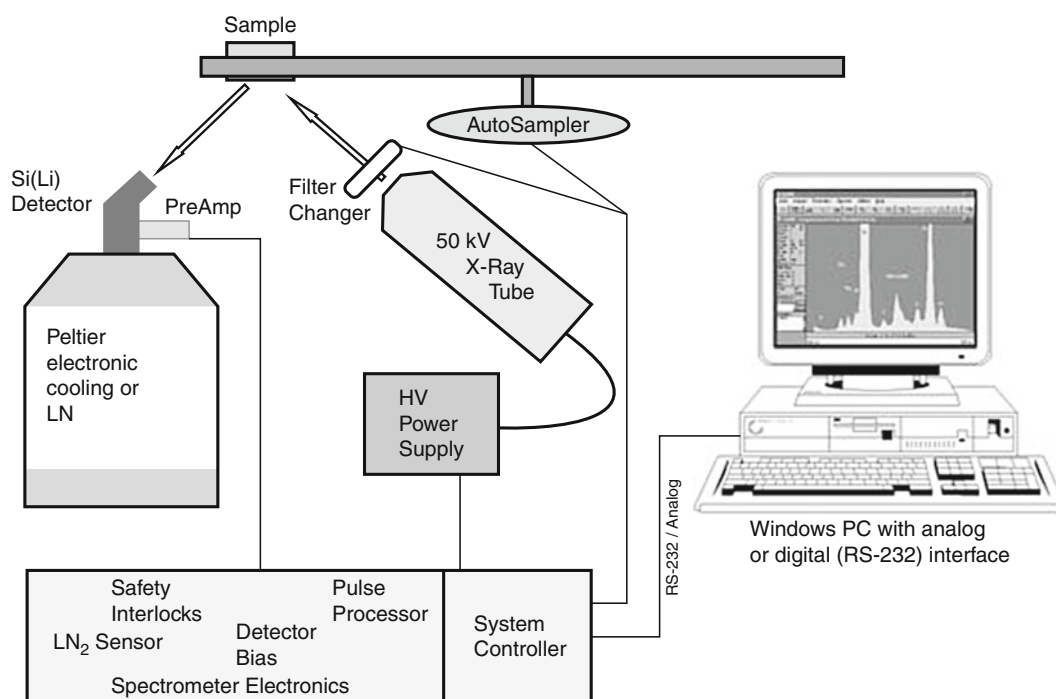 Sample
AutoSampler
Si(Li)
Detector
PreAmp
Filter
Changer
50 kV
X-Ray
Tube
Peltier
electronic
cooling or
LN
HV
Power
Supply
RS-232 / Analog
Windows PC with analog
or digital (RS-232) interface
Safety
Interlocks
Pulse
Processor
LN₂ Sensor
Detector
Bias
Spectrometer Electronics
System
Controller